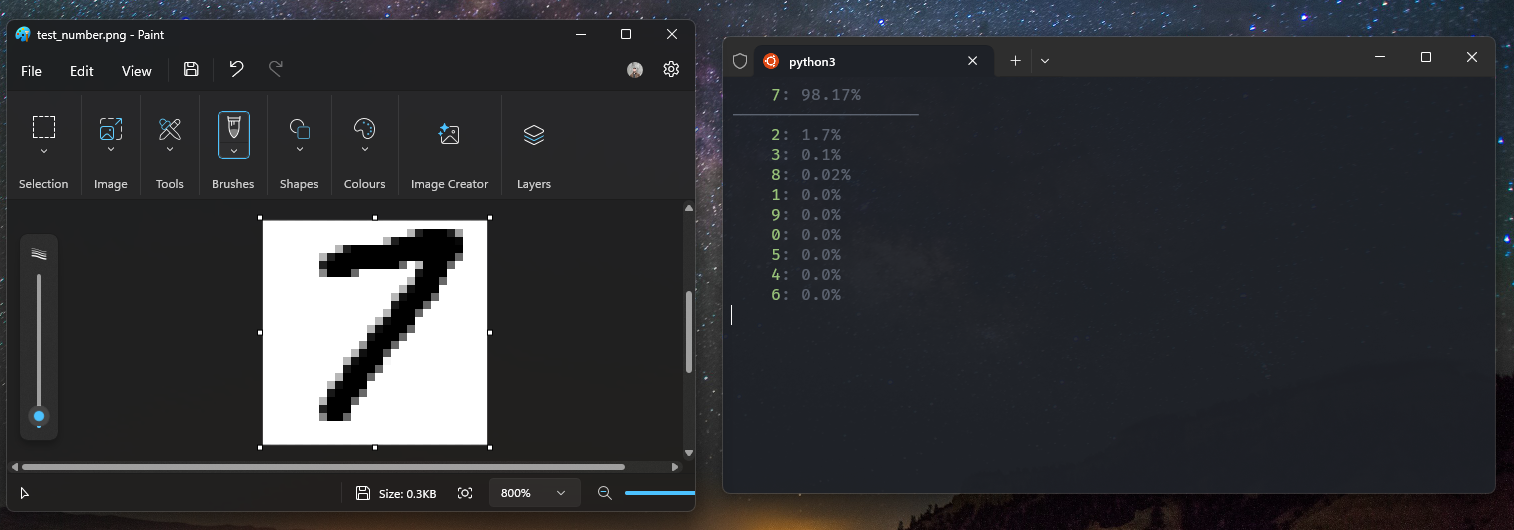 test_number.png - Paint
File Edit View
Selection Image Tools Brushes Shapes Colours Image Creator Layers
7
Size: 0.3KB 800%
python3
7: 98.17%
2: 1.7%
3: 0.1%
8: 0.02%
1: 0.0%
9: 0.0%
0: 0.0%
5: 0.0%
4: 0.0%
6: 0.0%